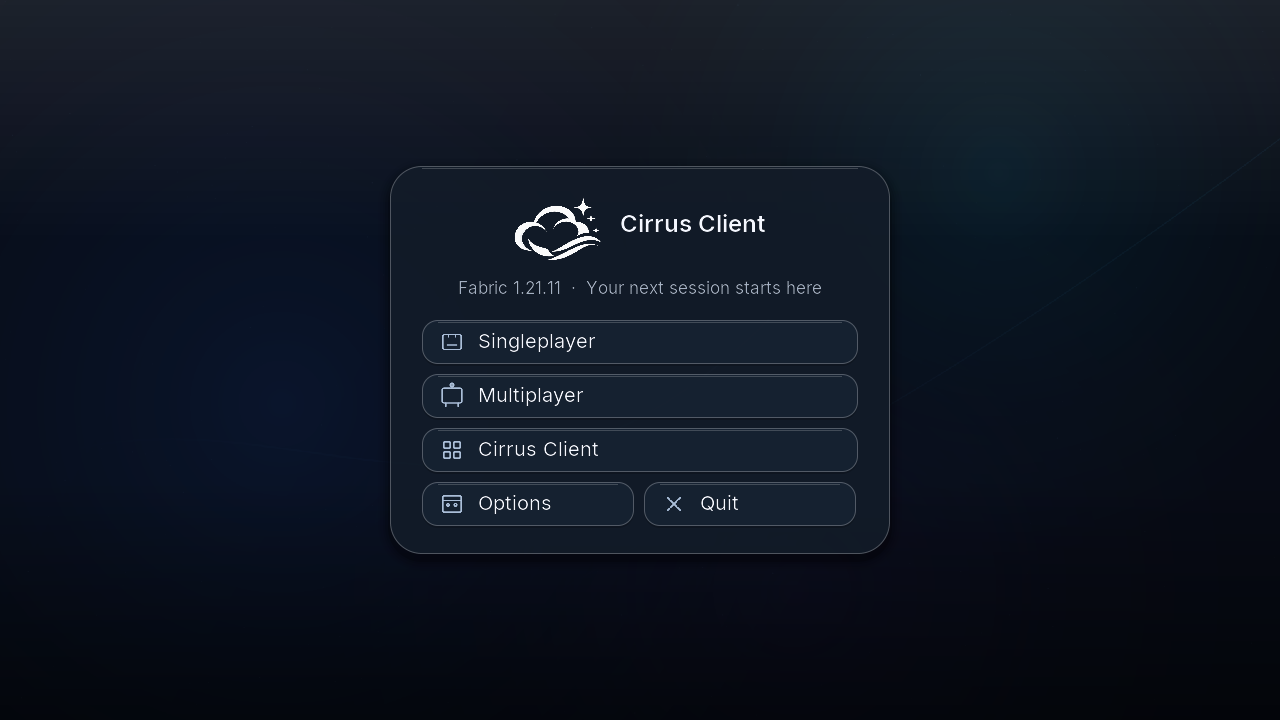 Cirrus Client
Fabric 1.21.11 · Your next session starts here
Singleplayer
Multiplayer
Cirrus Client
Options
Quit